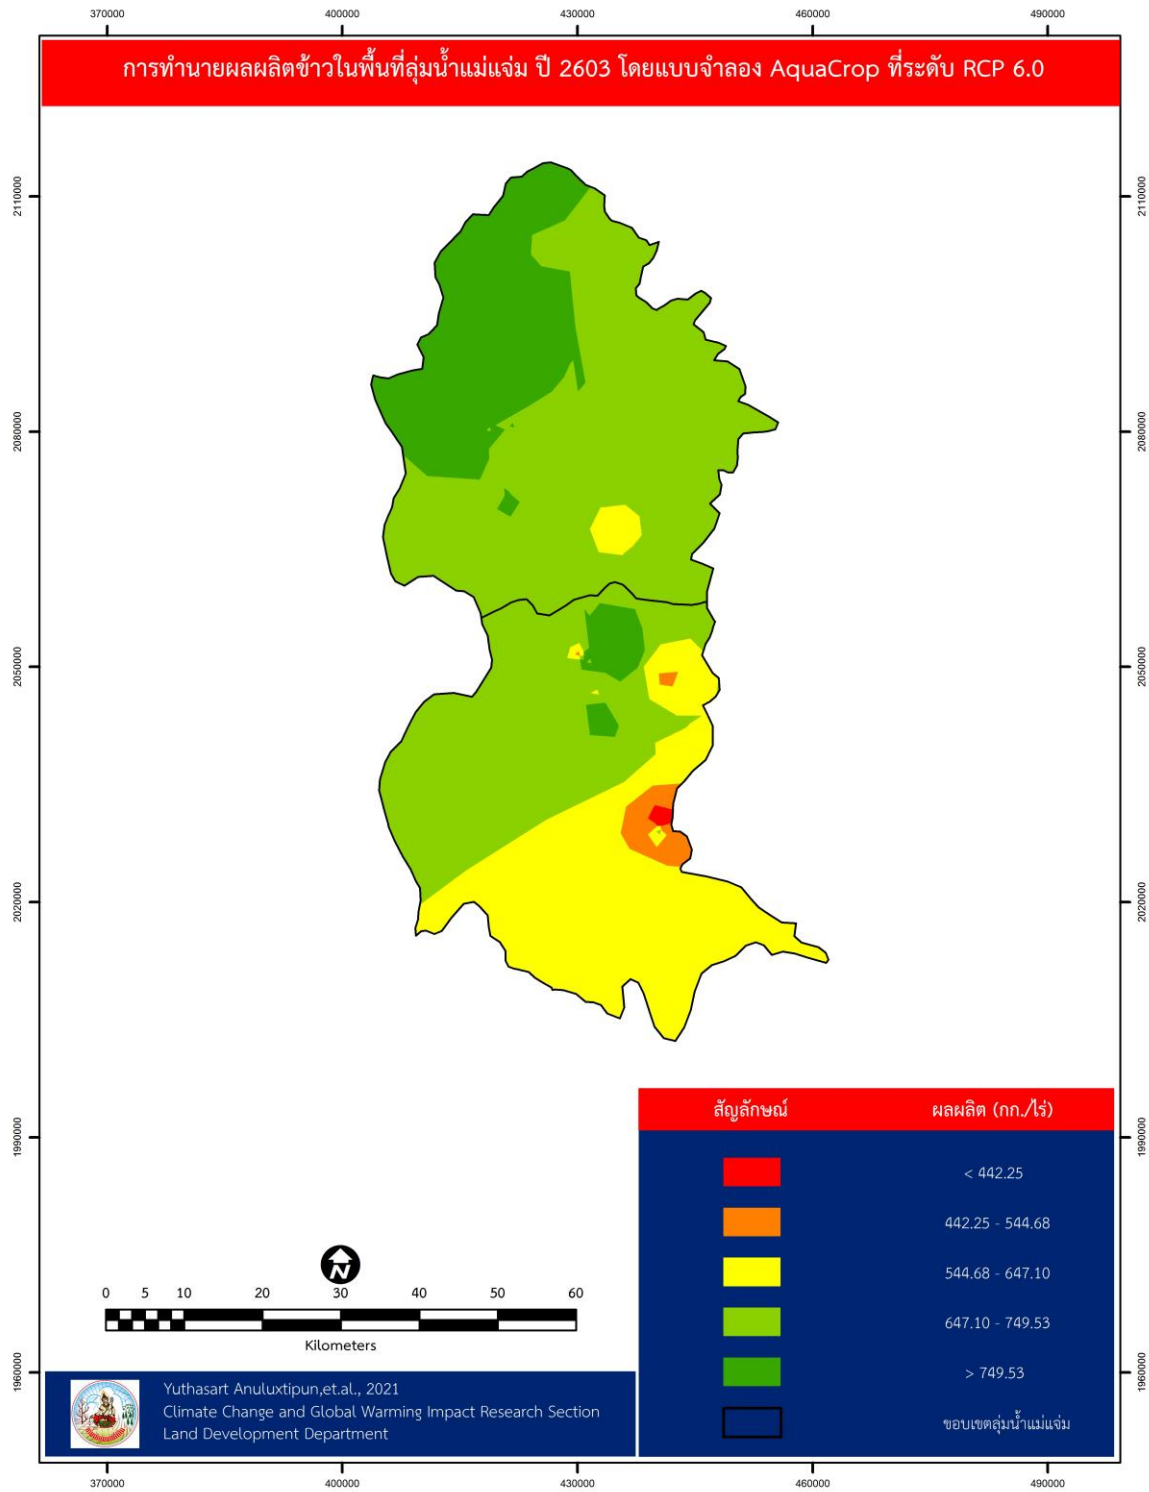 370000 400000 430000 460000 490000
การทำนายผลผลิตข้าวในพื้นที่ลุ่มน้ำแม่แจ่ม ปี 2603 โดยแบบจำลอง AquaCrop ที่ระดับ RCP 6.0
2110000 2110000
2080000 2080000
2050000 2050000
2020000 2020000
1990000 1990000
1960000 1960000
สัญลักษณ์ ผลผลิต (กก./ไร่)
< 442.25
442.25 - 544.68
544.68 - 647.10
647.10 - 749.53
> 749.53
ขอบเขตลุ่มน้ำแม่แจ่ม
N
0 5 10 20 30 40 50 60
Kilometers
Yuthasart Anuluxtipun,et.al., 2021
Climate Change and Global Warming Impact Research Section
Land Development Department
370000 400000 430000 460000 490000